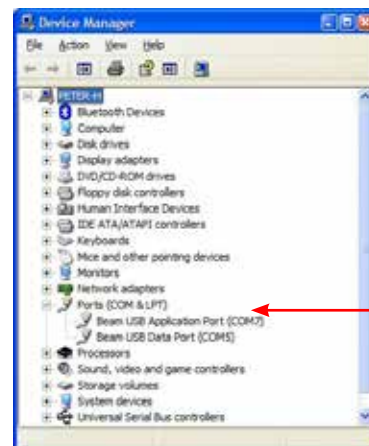 Device Manager
File Action View Help
PETER-H
Bluetooth Devices
Computer
Disk drives
Display adapters
DVD/CD-ROM drives
Floppy disk controllers
Human Interface Devices
IDE ATA/ATAPI controllers
Keyboards
Mice and other pointing devices
Monitors
Network adapters
Ports (COM & LPT)
Beam USB Application Port (COM7)
Beam USB Data Port (COM5)
Processors
Sound, video and game controllers
Storage volumes
System devices
Universal Serial Bus controllers